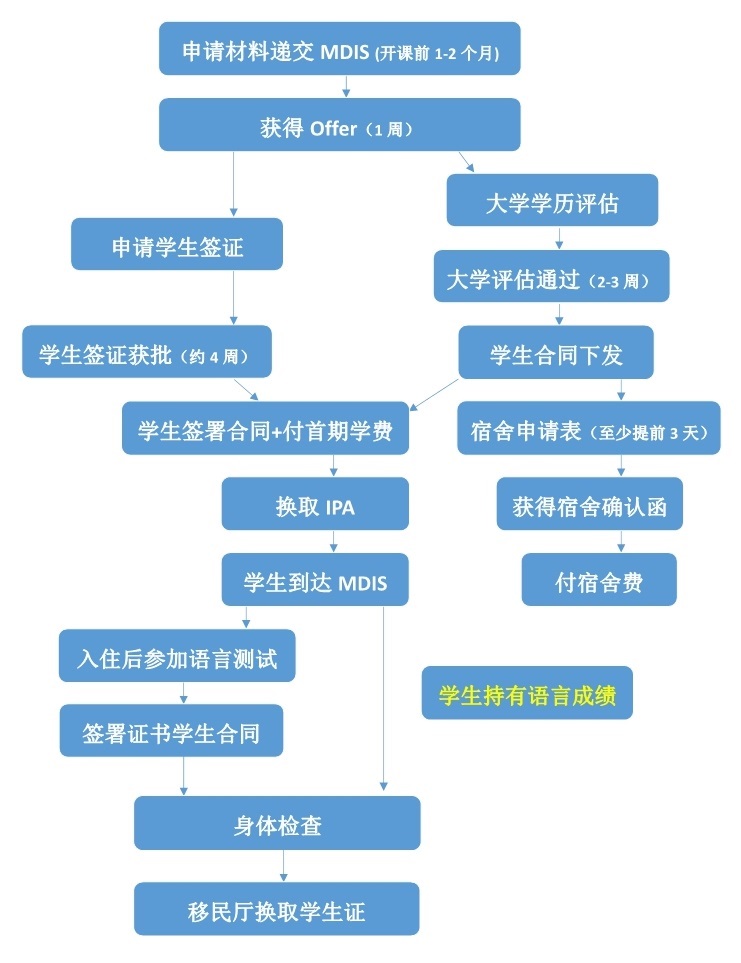 申请材料递交 MDIS (开课前 1-2 个月)
获得 Offer（1 周）
大学学历评估
申请学生签证
大学评估通过（2-3 周）
学生签证获批（约 4 周）
学生合同下发
学生签署合同+付首期学费
宿舍申请表（至少提前 3 天）
换取 IPA
获得宿舍确认函
学生到达 MDIS
付宿舍费
入住后参加语言测试
学生持有语言成绩
签署证书学生合同
身体检查
移民厅换取学生证